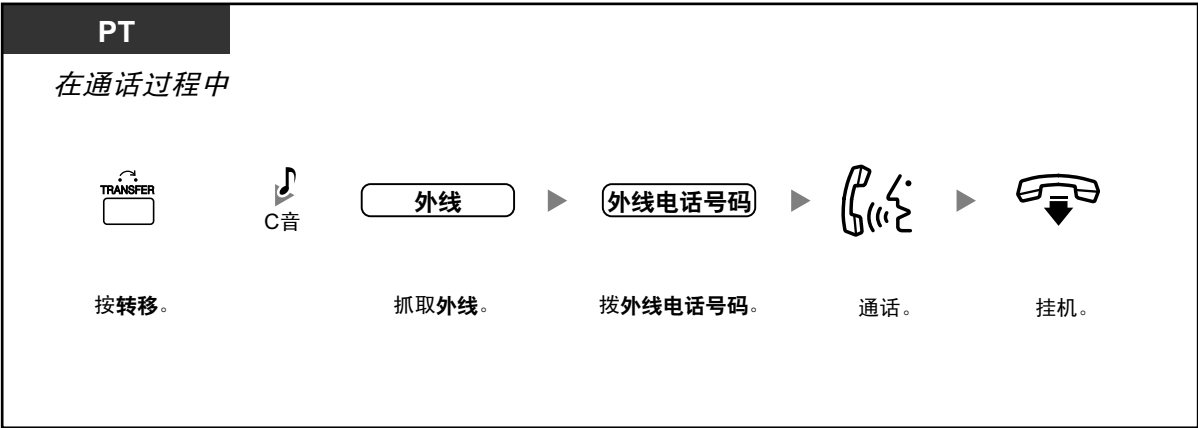 PT
在通话过程中
TRANSFER
C音
外线
外线电话号码
按转移。
抓取外线。
拨外线电话号码。
通话。
挂机。